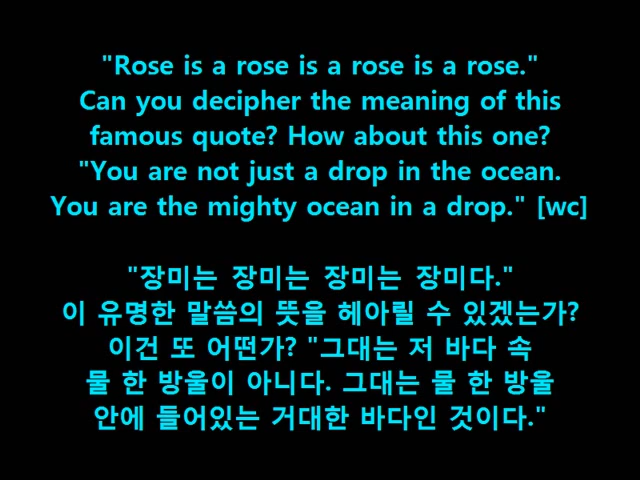 "Rose is a rose is a rose is a rose."
Can you decipher the meaning of this
famous quote? How about this one?
"You are not just a drop in the ocean.
You are the mighty ocean in a drop." [wc]
"장미는 장미는 장미는 장미다."
이 유명한 말씀의 뜻을 헤아릴 수 있겠는가?
이건 또 어떤가? "그대는 저 바다 속
물 한 방울이 아니다. 그대는 물 한 방울
안에 들어있는 거대한 바다인 것이다."